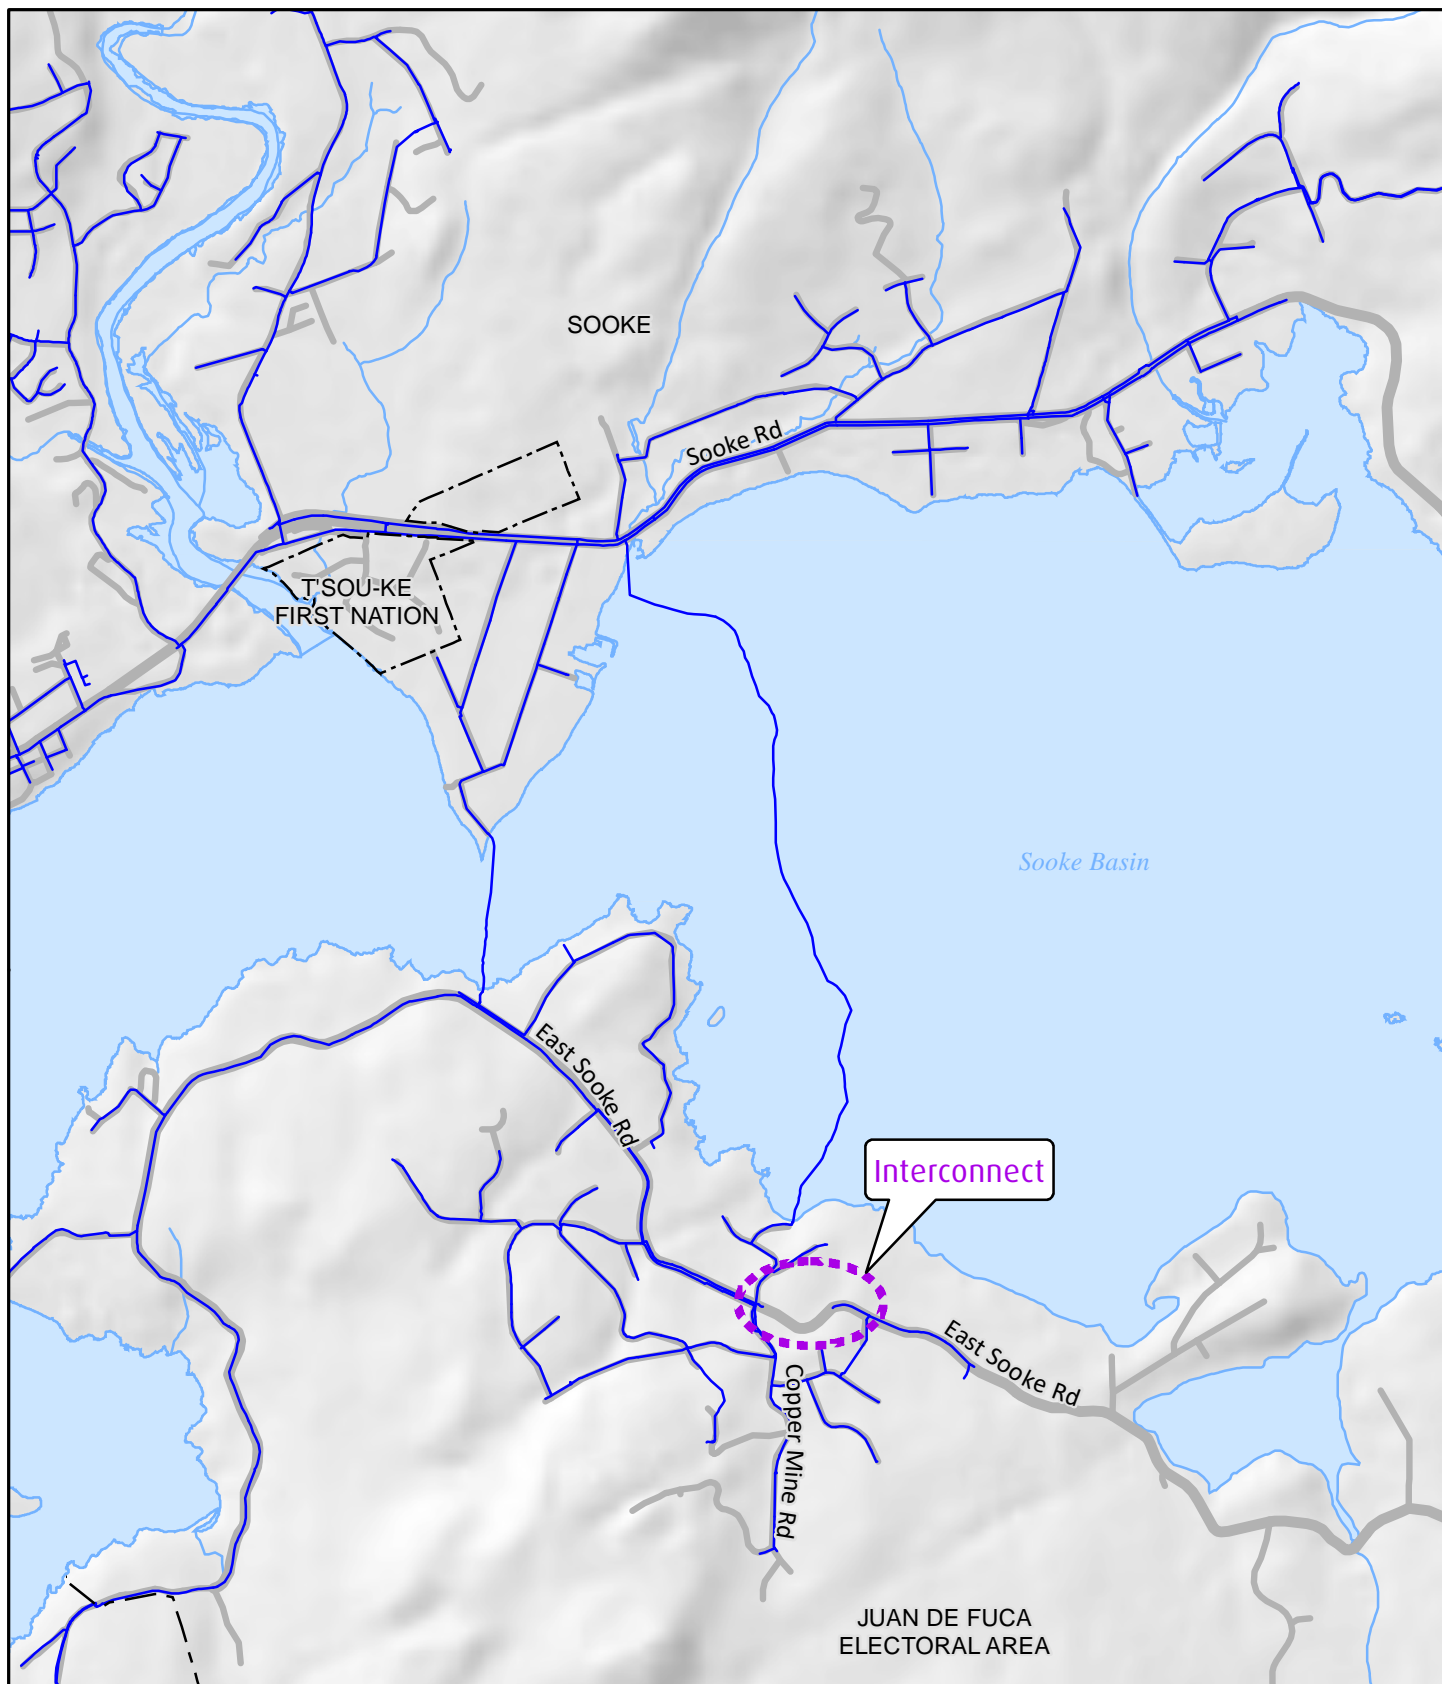 SOOKE
Sooke Rd
T'SOU-KE
FIRST NATION
Sooke Basin
East Sooke Rd
Interconnect
East Sooke Rd
Copper Mine Rd
JUAN DE FUCA
ELECTORAL AREA